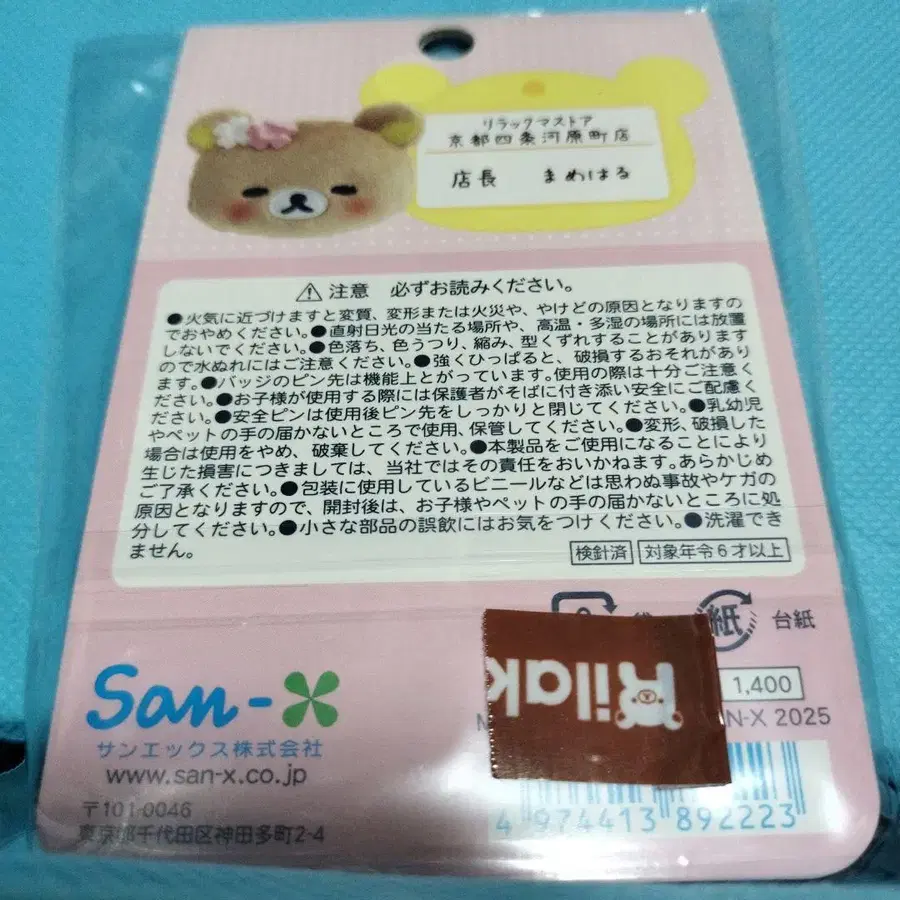 リラックマストア
京都四条河原町店
店長 まめはる
注意 必ずお読みください。
●火気に近づけますと変質、変形または火災や、やけどの原因となりますの
でおやめください。●直射日光の当たる場所や、高温・多湿の場所には放置
しないでください。●色落ち、色うつり、縮み、型くずれすることがあります
ので水ぬれにはご注意ください。●強くひっぱると、破損するおそれがあり
ます。●バッジのピン先は機能上とがっています。使用の際は十分ご注意く
ださい。●お子様が使用する際には保護者がそばに付き添い安全にご配慮く
ださい。●安全ピンは使用後ピン先をしっかりと閉じてください。●乳幼児
やペットの手の届かないところで使用、保管してください。●変形、破損した
場合は使用をやめ、破棄してください。●本製品をご使用になることにより
生じた損害につきましては、当社ではその責任をおいかねます。あらかじめ
ご了承ください。●包装に使用しているビニールなどは思わぬ事故やケガの
原因となりますので、開封後は、お子様やペットの手の届かないところに処
分してください。●小さな部品の誤飲にはお気をつけください。●洗濯でき
ません。
検針済 対象年令6才以上
紙 台紙
San-X
サンエックス株式会社
www.san-x.co.jp
〒101-0046
東京都千代田区神田多町2-4
Rilak
1,400
N-X 2025
4 974413 892223